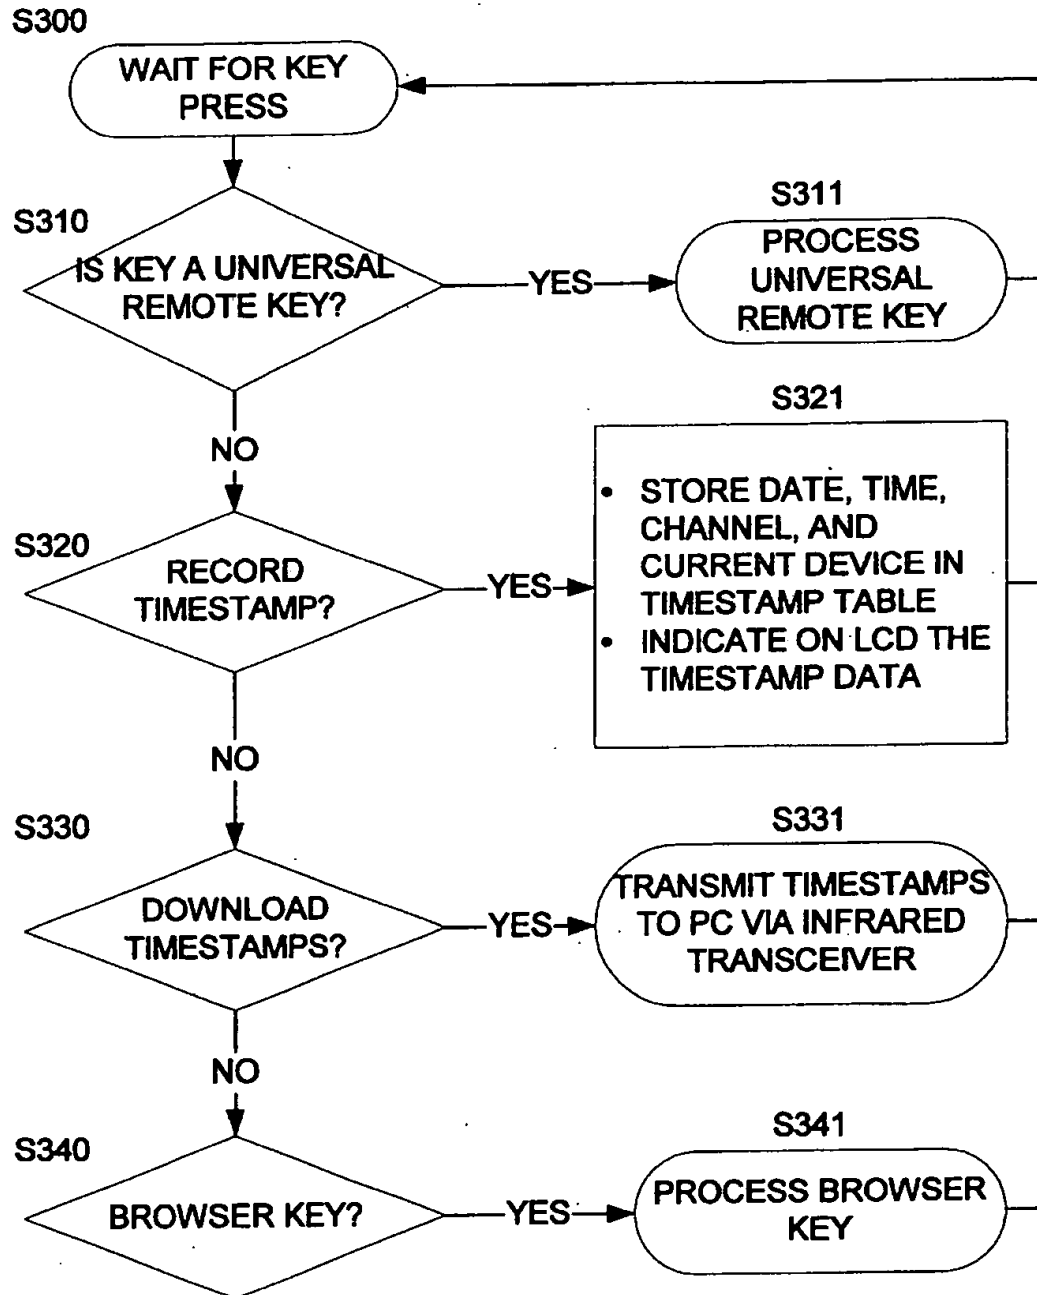 S300
WAIT FOR KEY
PRESS
S310
IS KEY A UNIVERSAL
REMOTE KEY?
YES
S311
PROCESS
UNIVERSAL
REMOTE KEY
NO
S320
RECORD
TIMESTAMP?
YES
S321
• STORE DATE, TIME,
CHANNEL, AND
CURRENT DEVICE IN
TIMESTAMP TABLE
• INDICATE ON LCD THE
TIMESTAMP DATA
NO
S330
DOWNLOAD
TIMESTAMPS?
YES
S331
TRANSMIT TIMESTAMPS
TO PC VIA INFRARED
TRANSCEIVER
NO
S340
BROWSER KEY?
YES
S341
PROCESS BROWSER
KEY